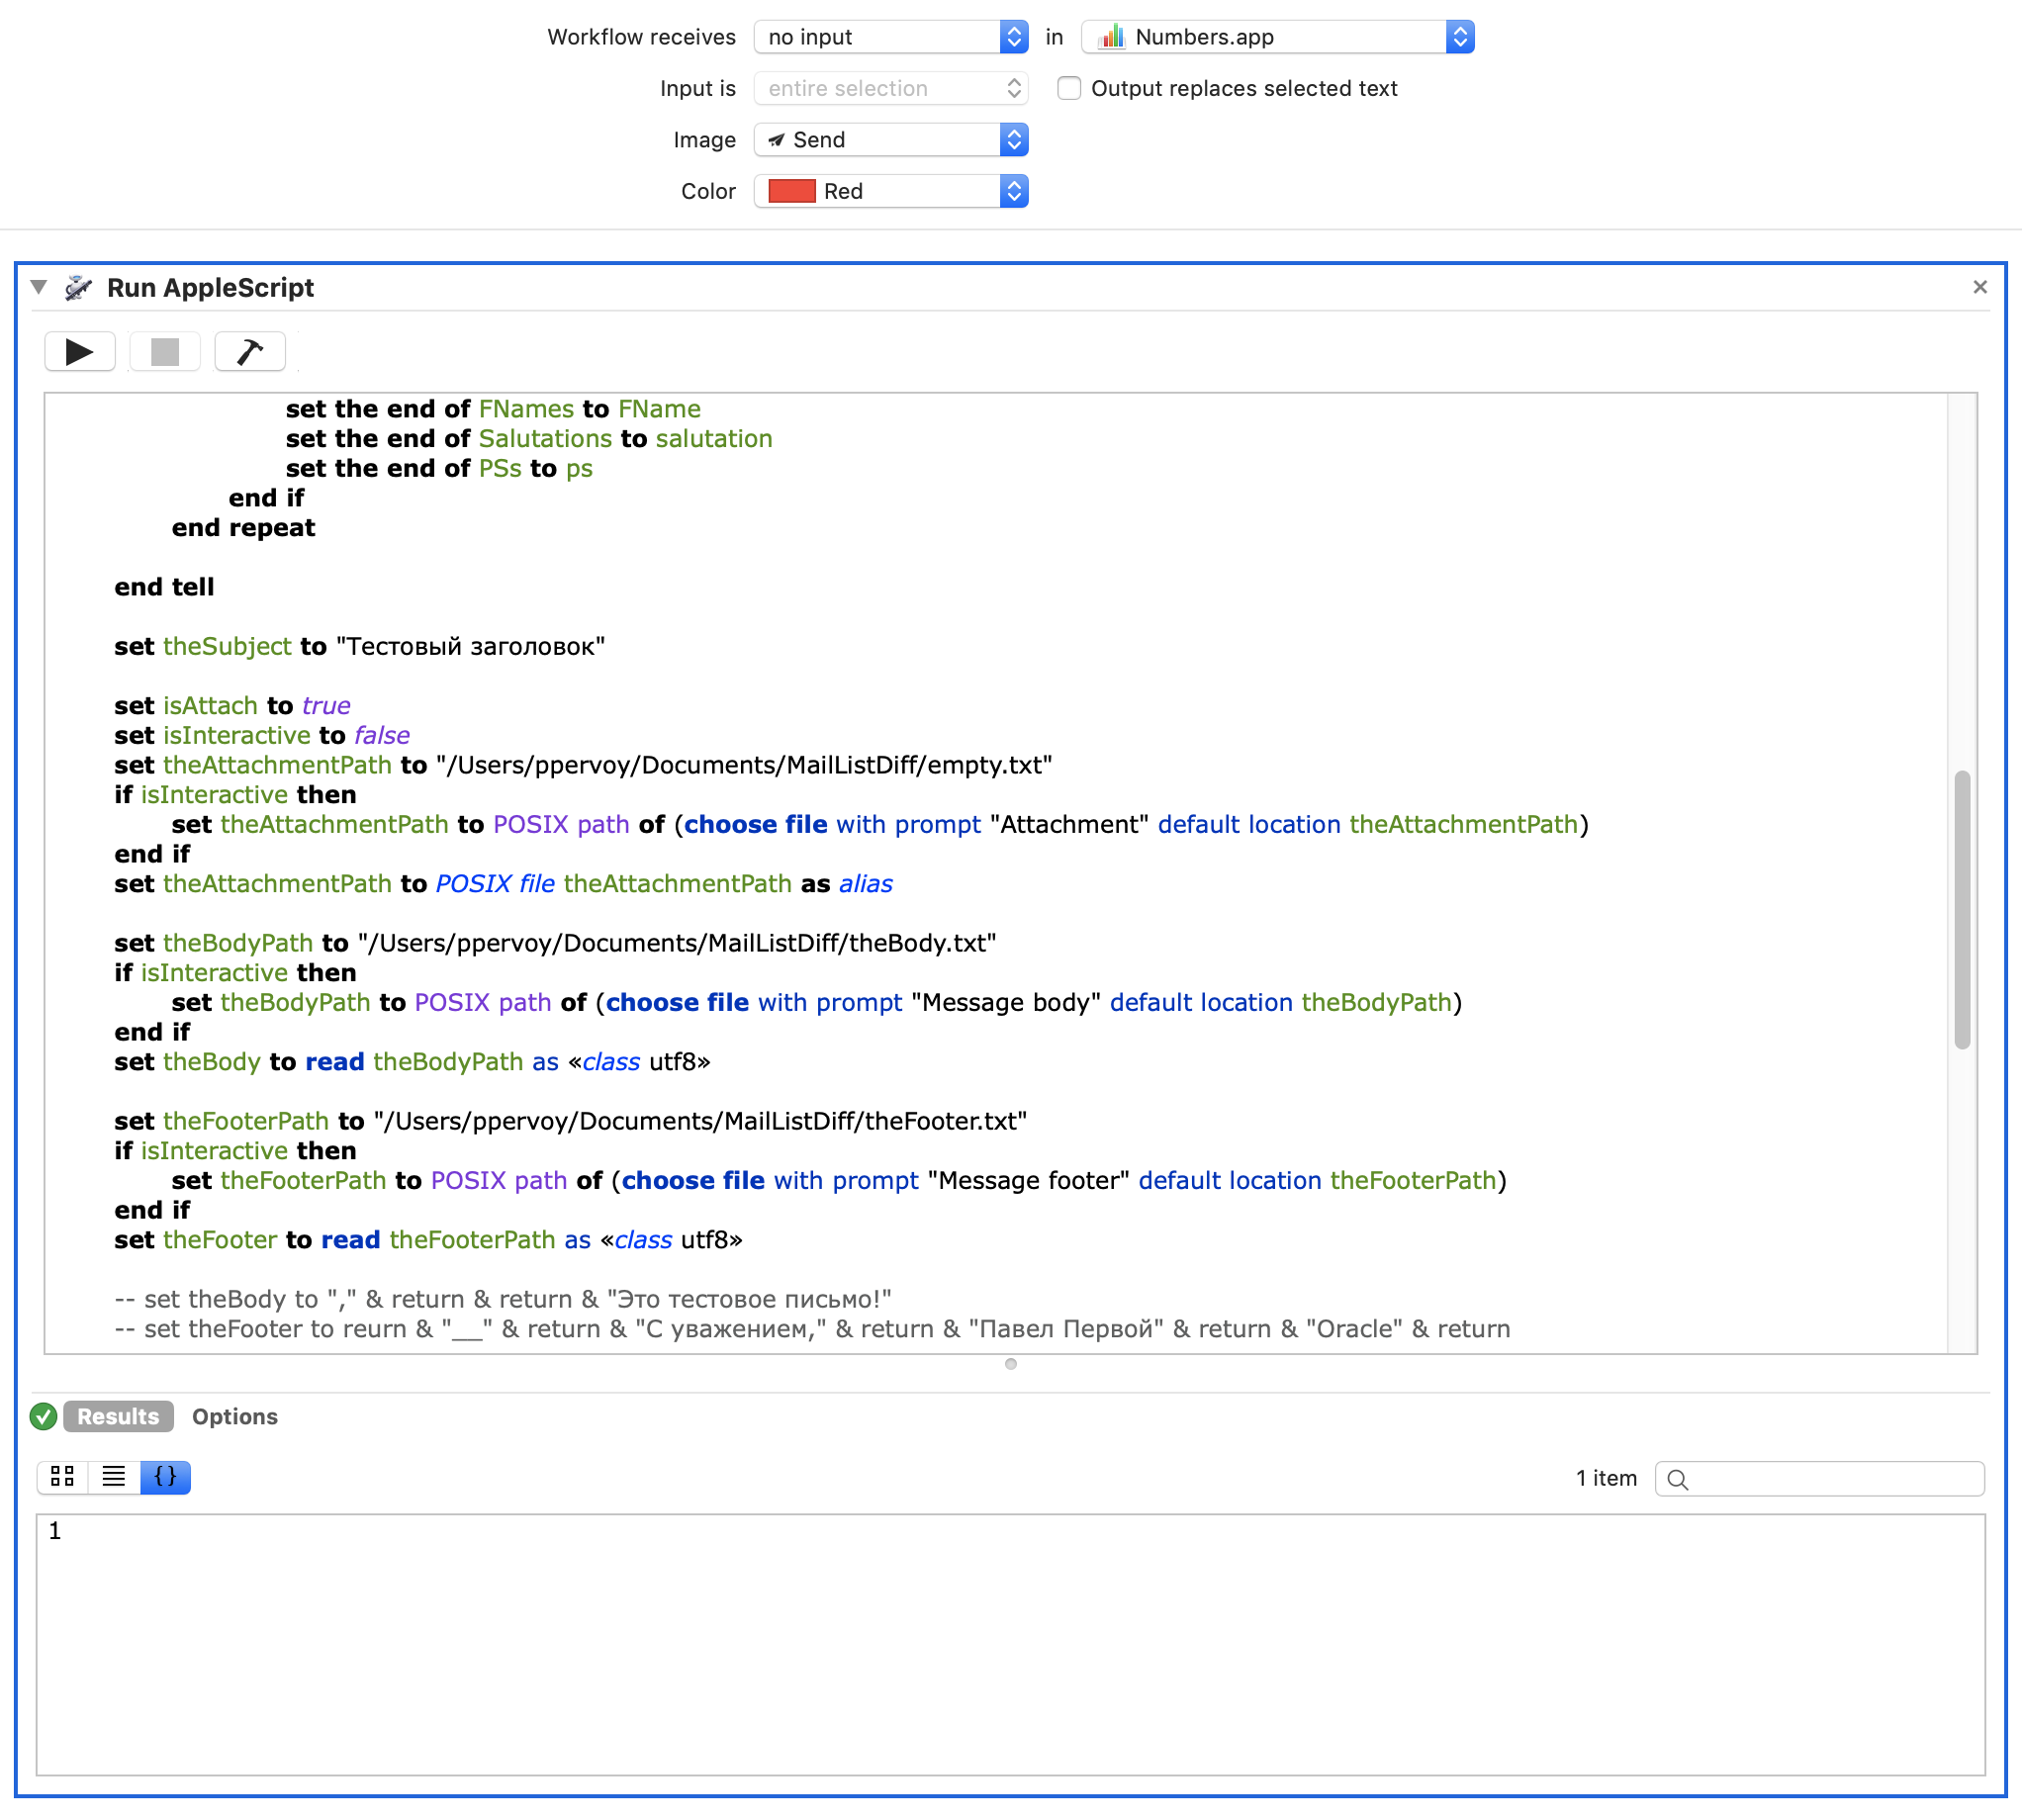 Workflow receives no input in Numbers.app
Input is entire selection Output replaces selected text
Image Send
Color Red
Run AppleScript
set the end of FNames to FName
set the end of Salutations to salutation
set the end of PSs to ps
end if
end repeat
end tell
set theSubject to "Тестовый заголовок"
set isAttach to true
set isInteractive to false
set theAttachmentPath to "/Users/ppervoy/Documents/MailListDiff/empty.txt"
if isInteractive then
set theAttachmentPath to POSIX path of (choose file with prompt "Attachment" default location theAttachmentPath)
end if
set theAttachmentPath to POSIX file theAttachmentPath as alias
set theBodyPath to "/Users/ppervoy/Documents/MailListDiff/theBody.txt"
if isInteractive then
set theBodyPath to POSIX path of (choose file with prompt "Message body" default location theBodyPath)
end if
set theBody to read theBodyPath as «class utf8»
set theFooterPath to "/Users/ppervoy/Documents/MailListDiff/theFooter.txt"
if isInteractive then
set theFooterPath to POSIX path of (choose file with prompt "Message footer" default location theFooterPath)
end if
set theFooter to read theFooterPath as «class utf8»
-- set theBody to "," & return & return & "Это тестовое письмо!"
-- set theFooter to reurn & "__" & return & "С уважением," & return & "Павел Первой" & return & "Oracle" & return
Results Options
{} 1 item
1